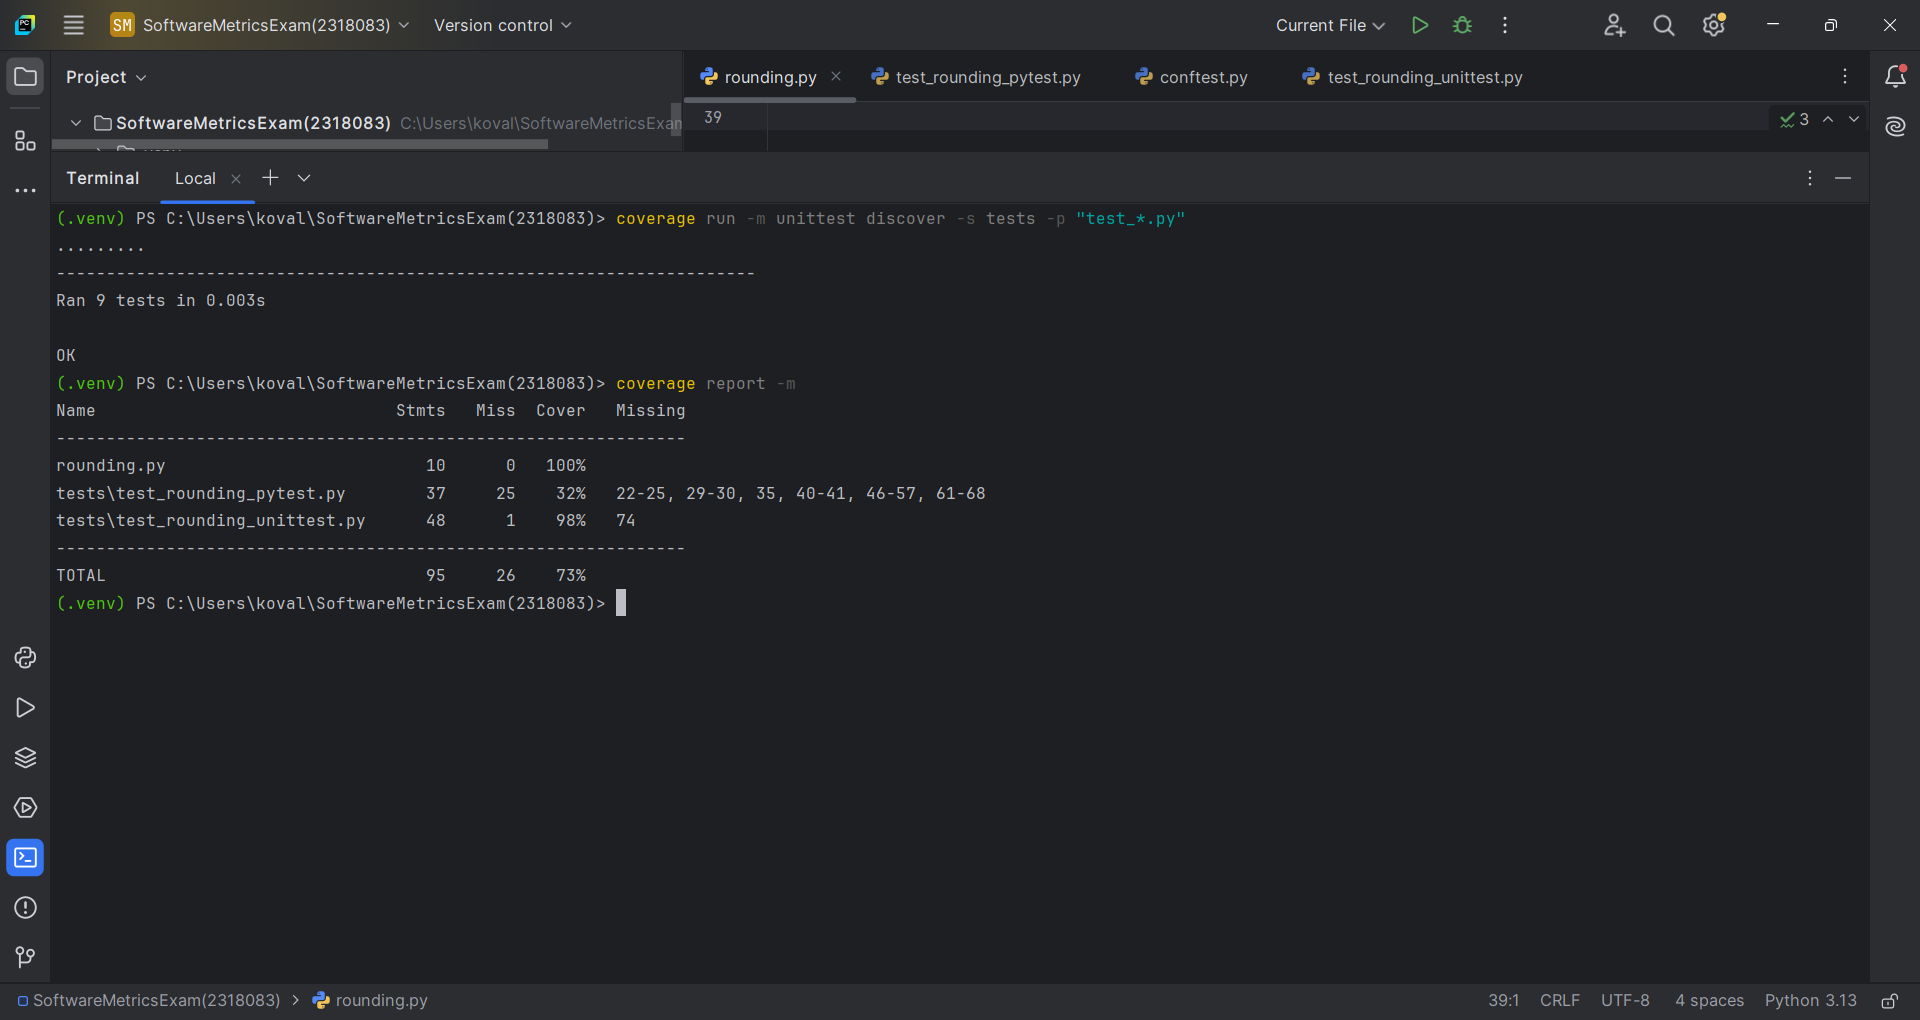 SM SoftwareMetricsExam(2318083) Version control Current File
Project
rounding.py test_rounding_pytest.py conftest.py test_rounding_unittest.py
SoftwareMetricsExam(2318083) C:\Users\koval\SoftwareMetricsExam
39
3
Terminal Local
(.venv) PS C:\Users\koval\SoftwareMetricsExam(2318083)> coverage run -m unittest discover -s tests -p "test_*.py"
.........
----------------------------------------------------------------------
Ran 9 tests in 0.003s
OK
(.venv) PS C:\Users\koval\SoftwareMetricsExam(2318083)> coverage report -m
Name Stmts Miss Cover Missing
---------------------------------------------------------------
rounding.py 10 0 100%
tests\test_rounding_pytest.py 37 25 32% 22-25, 29-30, 35, 40-41, 46-57, 61-68
tests\test_rounding_unittest.py 48 1 98% 74
---------------------------------------------------------------
TOTAL 95 26 73%
(.venv) PS C:\Users\koval\SoftwareMetricsExam(2318083)>
SoftwareMetricsExam(2318083) > rounding.py 39:1 CRLF UTF-8 4 spaces Python 3.13